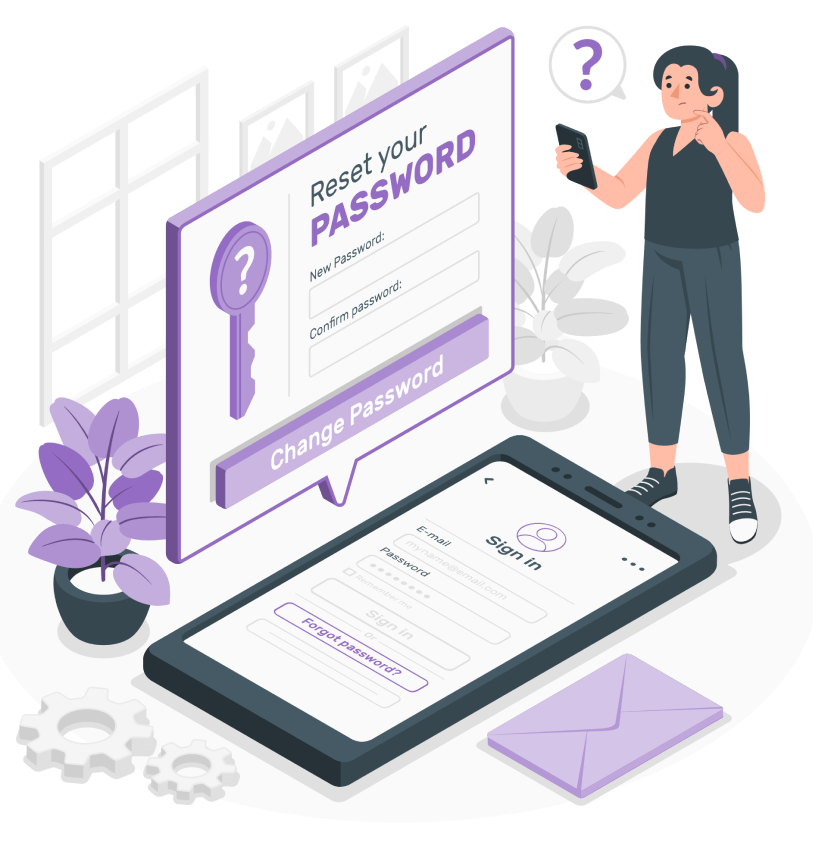 ?
Reset your
PASSWORD
?
New Password:
Confirm password:
Change Password
Sign in
E-mail
myname@email.com
Password
Remember me
Sign in
Or
Forgot password?